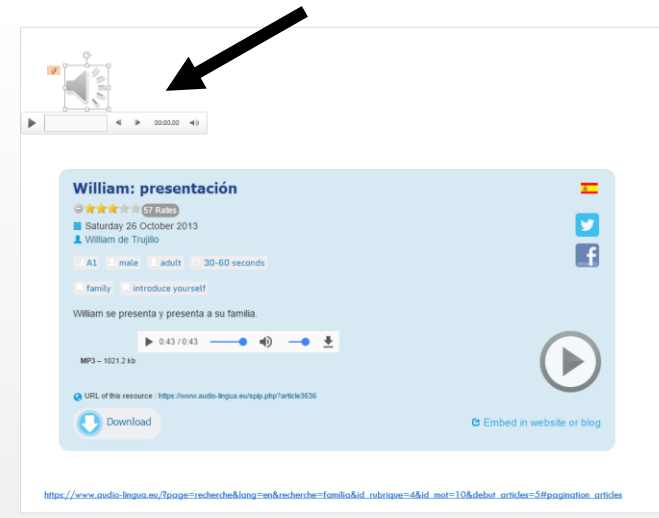 00:00.00
William: presentación
57 Rates
Saturday 26 October 2013
William de Trujillo
A1 male adult 30-60 seconds
family introduce yourself
William se presenta y presenta a su familia.
0:43 / 0:43
MP3 – 1021.2 kb
URL of this resource : https://www.audio-lingua.eu/spip.php?article3636
Download
Embed in website or blog
https://www.audio-lingua.eu/?page=recherche&lang=en&recherche=familia&id_rubrique=4&id_mot=10&debut_articles=5#pagination_articles